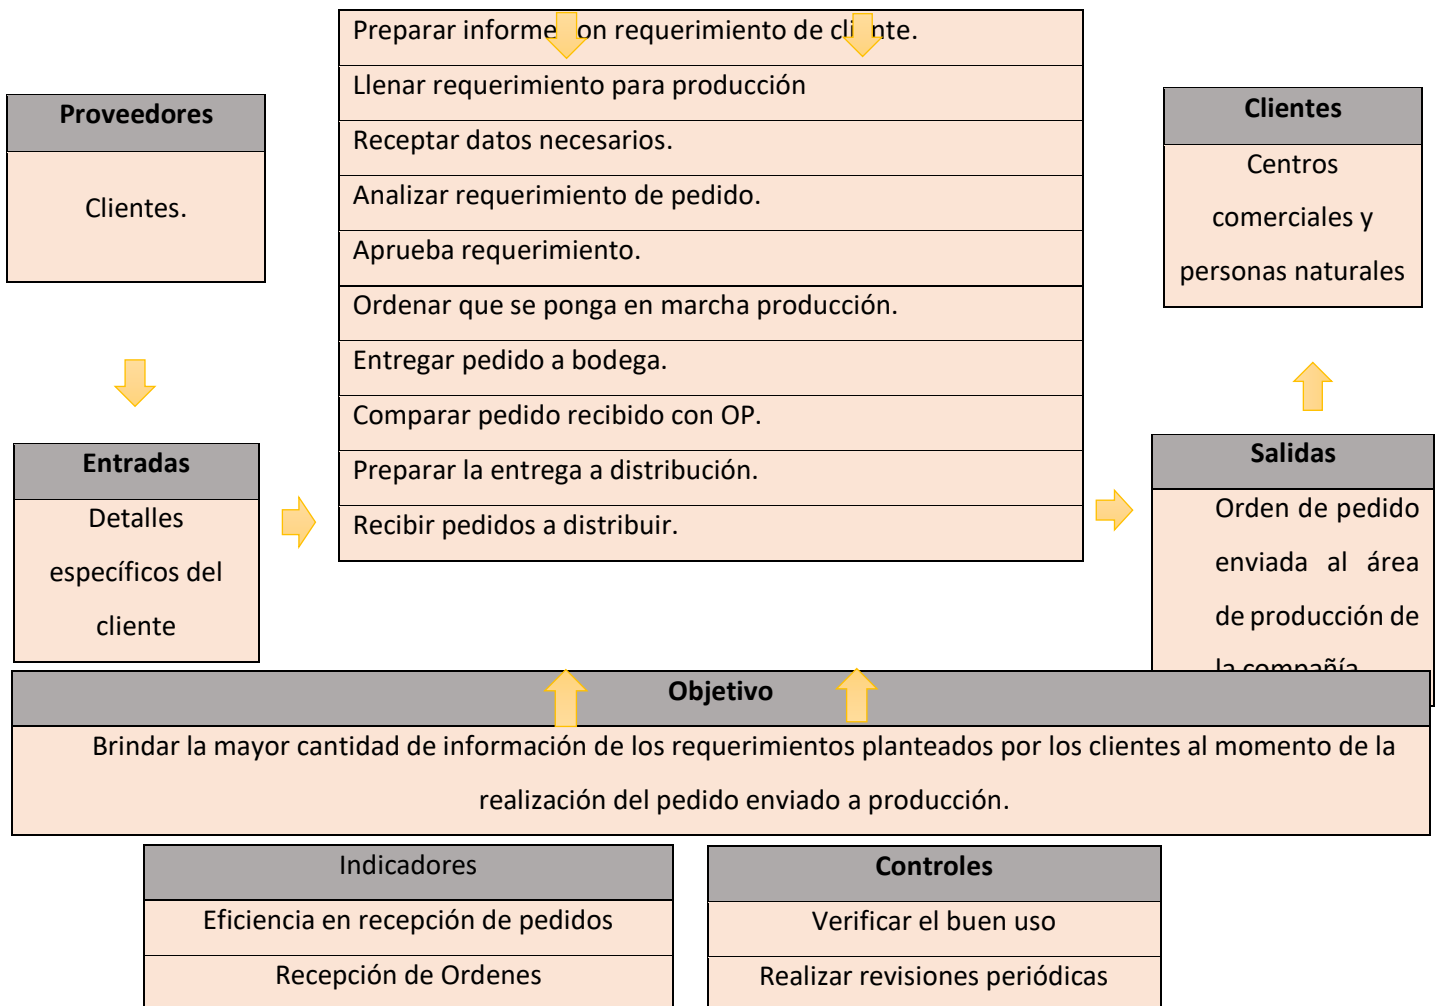 Preparar informe on requerimiento de cl nte.
Llenar requerimiento para producción
Receptar datos necesarios.
Analizar requerimiento de pedido.
Aprueba requerimiento.
Ordenar que se ponga en marcha producción.
Entregar pedido a bodega.
Comparar pedido recibido con OP.
Preparar la entrega a distribución.
Recibir pedidos a distribuir.
Proveedores
Clientes.
Entradas
Detalles
específicos del
cliente
Clientes
Centros
comerciales y
personas naturales
Salidas
Orden de pedido
enviada al área
de producción de
la compañía
Objetivo
Brindar la mayor cantidad de información de los requerimientos planteados por los clientes al momento de la
realización del pedido enviado a producción.
Indicadores
Eficiencia en recepción de pedidos
Recepción de Ordenes
Controles
Verificar el buen uso
Realizar revisiones periódicas